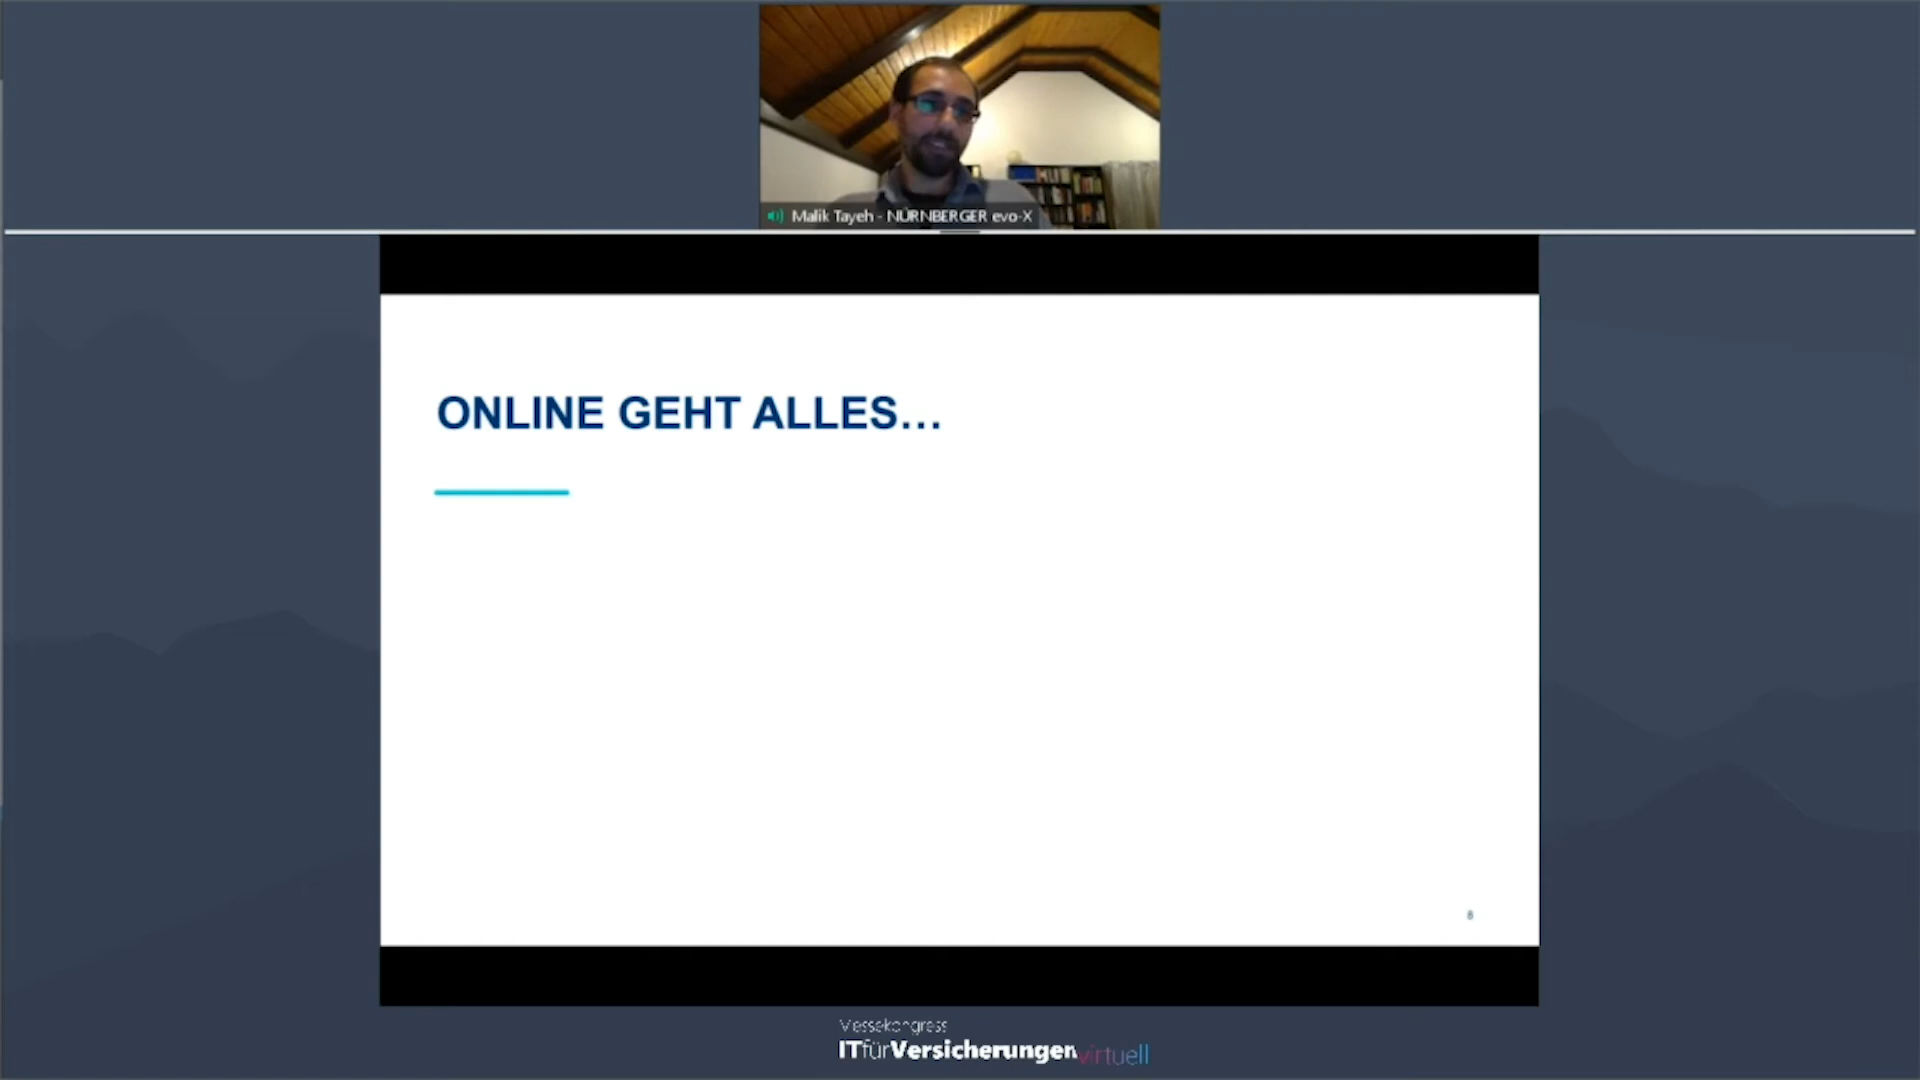 Malik Tayeh - NÜRNBERGER evo-X
ONLINE GEHT ALLES...
8
Messekongress
ITfürVersicherungen virtuell